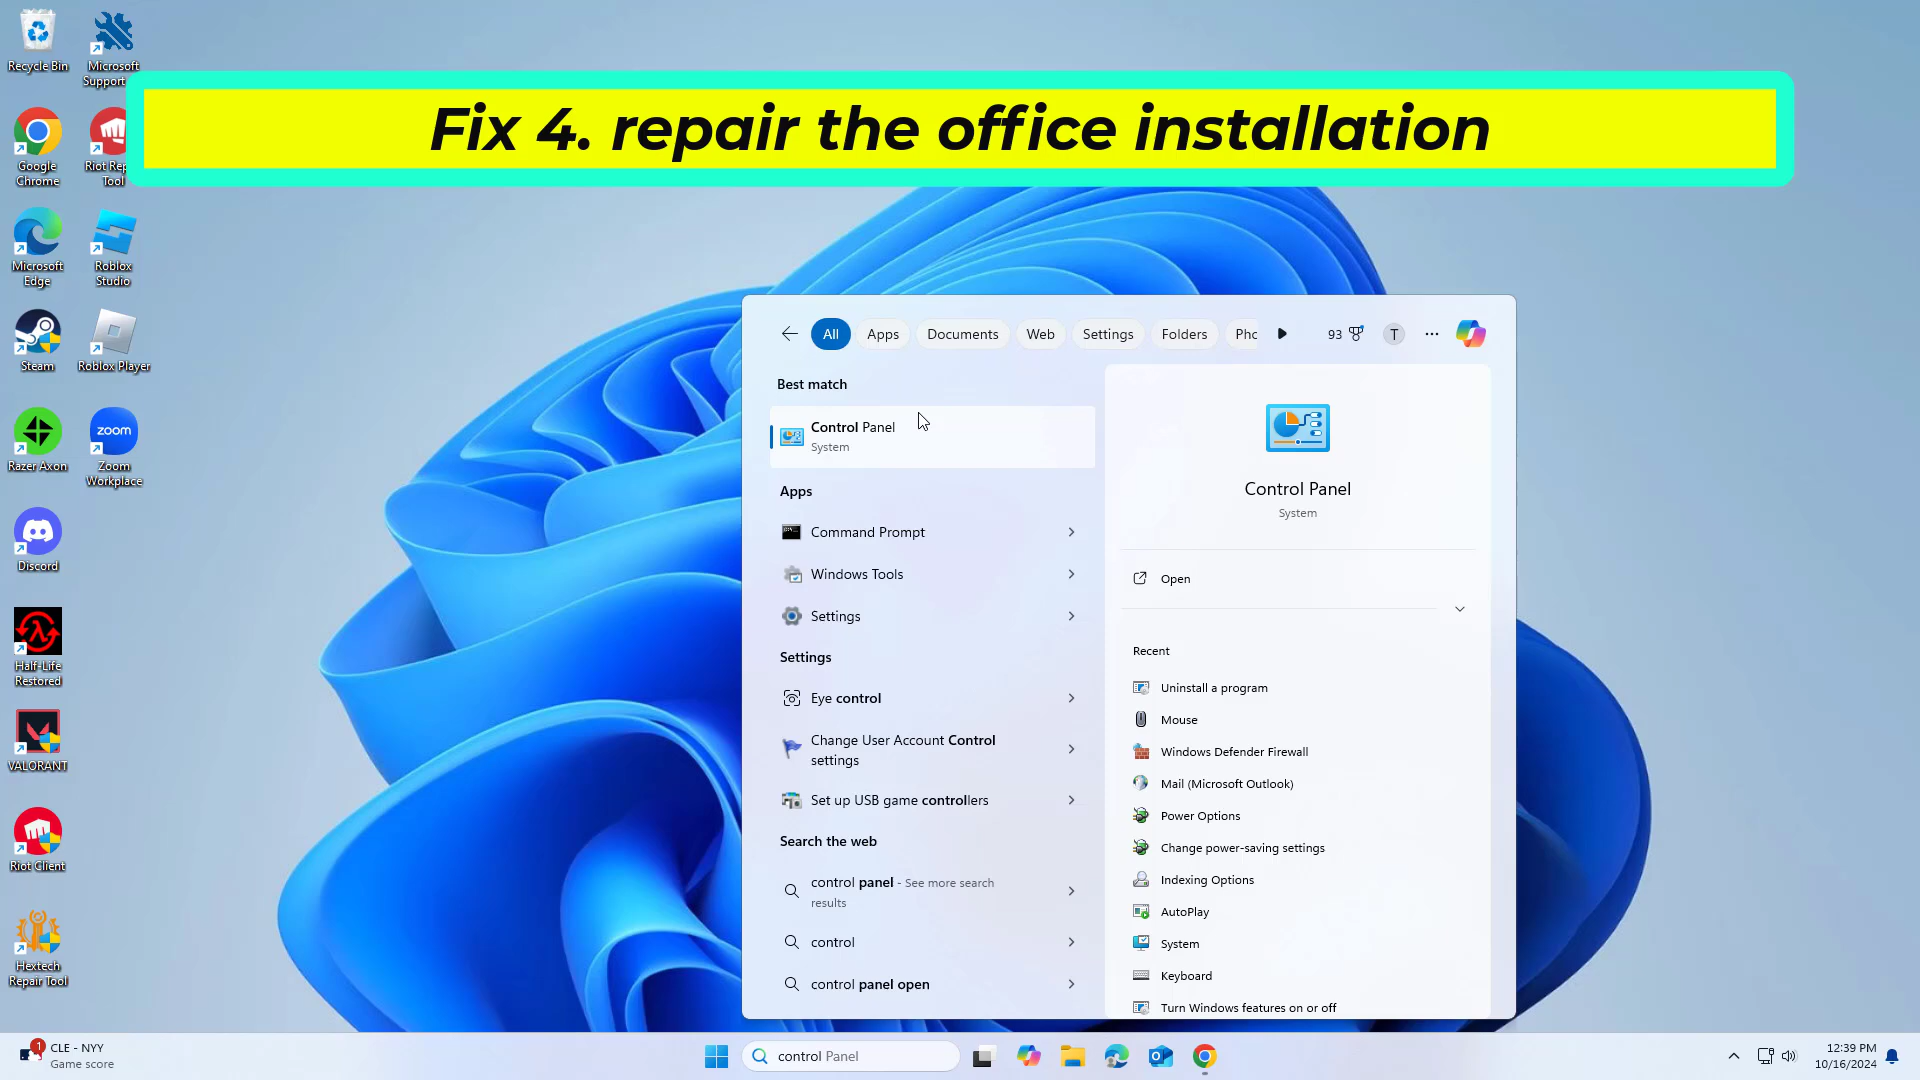 Recycle Bin
Microsoft
Support
Fix 4. repair the office installation
Google
Chrome
Riot Rep
Tool
Microsoft
Edge
Roblox
Studio
Steam
Roblox Player
Razer Axon
zoom
Zoom
Workplace
Discord
Half-Life
Restored
VALORANT
Riot Client
Hextech
Repair Tool
All Apps Documents Web Settings Folders Pho 93 T
Best match
Control Panel
System
Apps
Command Prompt
Windows Tools
Settings
Settings
Eye control
Change User Account Control
settings
Set up USB game controllers
Search the web
control panel - See more search
results
control
control panel open
Control Panel
System
Open
Recent
Uninstall a program
Mouse
Windows Defender Firewall
Mail (Microsoft Outlook)
Power Options
Change power-saving settings
Indexing Options
AutoPlay
System
Keyboard
Turn Windows features on or off
1
CLE - NYY
Game score
control Panel
12:39 PM
10/16/2024